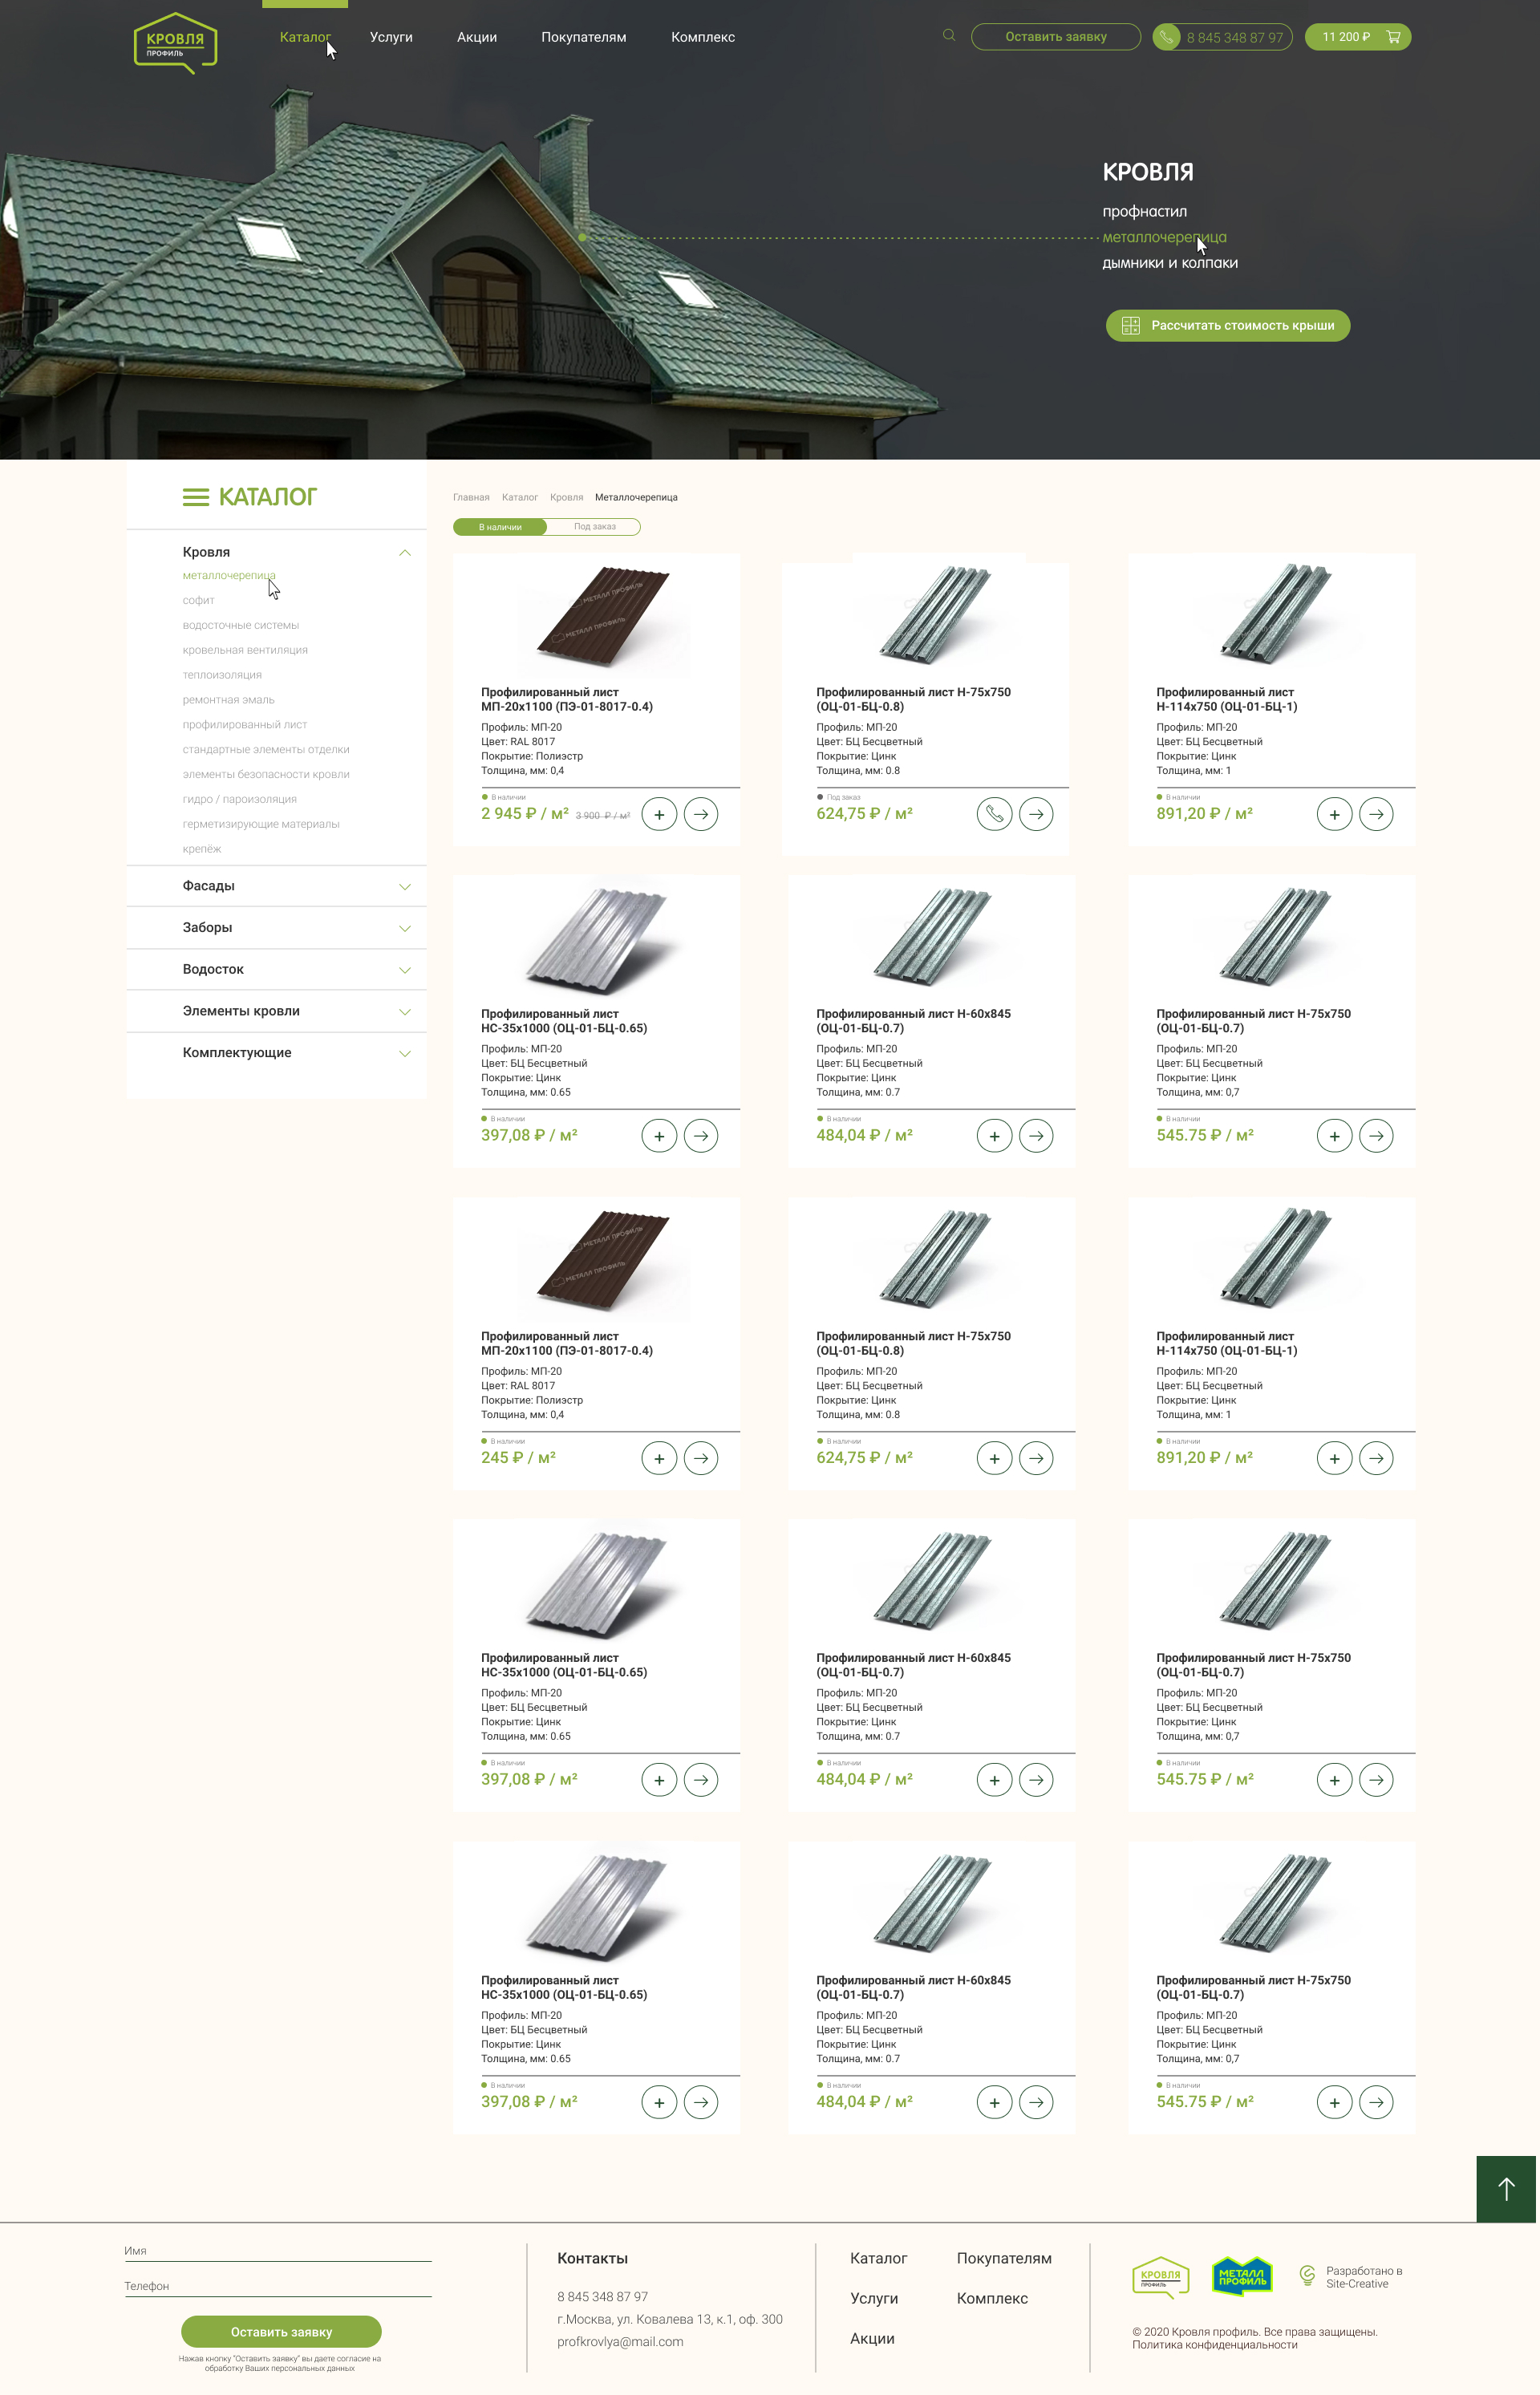 КРОВЛЯ
ПРОФИЛЬ
Каталог
Услуги
Акции
Покупателям
Комплекс
Оставить заявку
8 845 348 87 97
11 200 ₽
КРОВЛЯ
профнастил
металлочерепица
дымники и колпаки
Рассчитать стоимость крыши
КАТАЛОГ
Кровля
металлочерепица
софит
водосточные системы
кровельная вентиляция
теплоизоляция
ремонтная эмаль
профилированный лист
стандартные элементы отделки
элементы безопасности кровли
гидро / пароизоляция
герметизирующие материалы
крепёж
Фасады
Заборы
Водосток
Элементы кровли
Комплектующие
Главная Каталог Кровля Металлочерепица
В наличии
Под заказ
МЕТАЛЛ ПРОФИЛЬ
МЕТАЛЛ ПРОФИЛЬ
Профилированный лист
МП-20x1100 (ПЭ-01-8017-0.4)
Профиль: МП-20
Цвет: RAL 8017
Покрытие: Полиэстр
Толщина, мм: 0,4
В наличии
2 945 ₽ / м² 3 900 ₽ / м²
Профилированный лист Н-75x750
(ОЦ-01-БЦ-0.8)
Профиль: МП-20
Цвет: БЦ Бесцветный
Покрытие: Цинк
Толщина, мм: 0.8
Под заказ
624,75 ₽ / м²
Профилированный лист
Н-114x750 (ОЦ-01-БЦ-1)
Профиль: МП-20
Цвет: БЦ Бесцветный
Покрытие: Цинк
Толщина, мм: 1
В наличии
891,20 ₽ / м²
Профилированный лист
НС-35x1000 (ОЦ-01-БЦ-0.65)
Профиль: МП-20
Цвет: БЦ Бесцветный
Покрытие: Цинк
Толщина, мм: 0.65
В наличии
397,08 ₽ / м²
Профилированный лист Н-60x845
(ОЦ-01-БЦ-0.7)
Профиль: МП-20
Цвет: БЦ Бесцветный
Покрытие: Цинк
Толщина, мм: 0.7
В наличии
484,04 ₽ / м²
Профилированный лист Н-75x750
(ОЦ-01-БЦ-0.7)
Профиль: МП-20
Цвет: БЦ Бесцветный
Покрытие: Цинк
Толщина, мм: 0,7
В наличии
545.75 ₽ / м²
МЕТАЛЛ ПРОФИЛЬ
МЕТАЛЛ ПРОФИЛЬ
Профилированный лист
МП-20x1100 (ПЭ-01-8017-0.4)
Профиль: МП-20
Цвет: RAL 8017
Покрытие: Полиэстр
Толщина, мм: 0,4
В наличии
245 ₽ / м²
Профилированный лист Н-75x750
(ОЦ-01-БЦ-0.8)
Профиль: МП-20
Цвет: БЦ Бесцветный
Покрытие: Цинк
Толщина, мм: 0.8
В наличии
624,75 ₽ / м²
Профилированный лист
Н-114x750 (ОЦ-01-БЦ-1)
Профиль: МП-20
Цвет: БЦ Бесцветный
Покрытие: Цинк
Толщина, мм: 1
В наличии
891,20 ₽ / м²
Профилированный лист
НС-35x1000 (ОЦ-01-БЦ-0.65)
Профиль: МП-20
Цвет: БЦ Бесцветный
Покрытие: Цинк
Толщина, мм: 0.65
В наличии
397,08 ₽ / м²
Профилированный лист Н-60x845
(ОЦ-01-БЦ-0.7)
Профиль: МП-20
Цвет: БЦ Бесцветный
Покрытие: Цинк
Толщина, мм: 0.7
В наличии
484,04 ₽ / м²
Профилированный лист Н-75x750
(ОЦ-01-БЦ-0.7)
Профиль: МП-20
Цвет: БЦ Бесцветный
Покрытие: Цинк
Толщина, мм: 0,7
В наличии
545.75 ₽ / м²
Профилированный лист
НС-35x1000 (ОЦ-01-БЦ-0.65)
Профиль: МП-20
Цвет: БЦ Бесцветный
Покрытие: Цинк
Толщина, мм: 0.65
В наличии
397,08 ₽ / м²
Профилированный лист Н-60x845
(ОЦ-01-БЦ-0.7)
Профиль: МП-20
Цвет: БЦ Бесцветный
Покрытие: Цинк
Толщина, мм: 0.7
В наличии
484,04 ₽ / м²
Профилированный лист Н-75x750
(ОЦ-01-БЦ-0.7)
Профиль: МП-20
Цвет: БЦ Бесцветный
Покрытие: Цинк
Толщина, мм: 0,7
В наличии
545.75 ₽ / м²
Имя
Телефон
Оставить заявку
Нажав кнопку "Оставить заявку" вы даете согласие на
обработку Ваших персональных данных
Контакты
8 845 348 87 97
г.Москва, ул. Ковалева 13, к.1, оф. 300
profkrovlya@mail.com
Каталог
Услуги
Акции
Покупателям
Комплекс
КРОВЛЯ
ПРОФИЛЬ
МЕТАЛЛ
ПРОФИЛЬ
Разработано в
Site-Creative
© 2020 Кровля профиль. Все права защищены.
Политика конфиденциальности